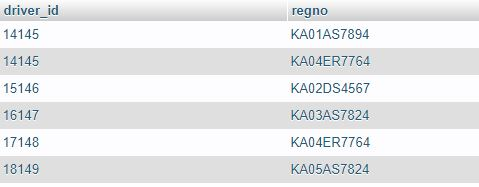 driver_id regno
14145 KA01AS7894
14145 KA04ER7764
15146 KA02DS4567
16147 KA03AS7824
17148 KA04ER7764
18149 KA05AS7824